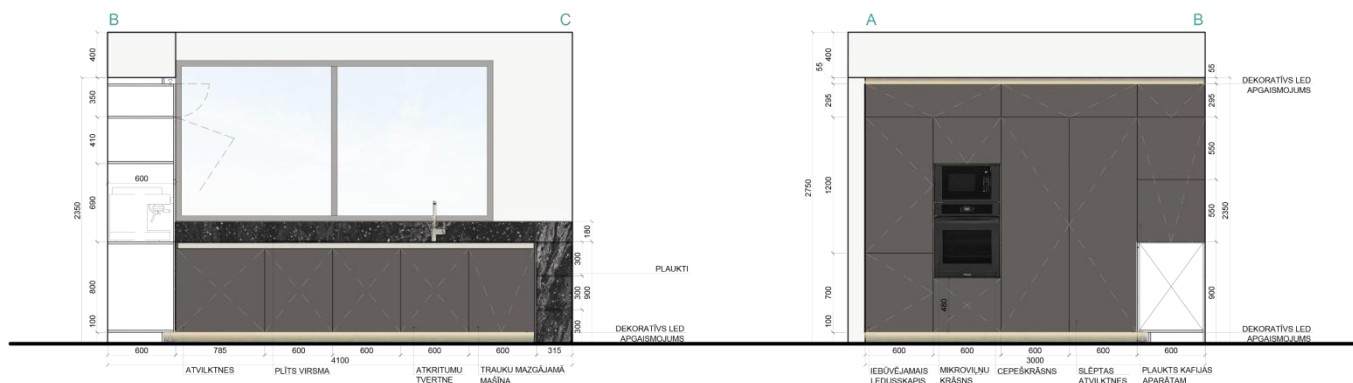 B
C
400
350
410
600
690
2350
800
100
180
300
300
900
300
PLAUKTI
DEKORATĪVS LED
APGAISMOJUMS
600
785
600
600
600
600
315
4100
ATVILKTNES
PLĪTS VIRSMA
ATKRITUMU
TVERTNE
TRAUKU MAZGĀJAMĀ
MAŠĪNA
A
B
400
55
295
2750
1200
700
100
480
55
DEKORATĪVS LED
APGAISMOJUMS
295
550
550
2350
900
DEKORATĪVS LED
APGAISMOJUMS
600
600
600
600
600
3000
IEBŪVĒJAMAIS
LEDUSSKAPIS
MIKROVIĻŅU
KRĀSNS
CEPEŠKRĀSNS
SLĒPTAS
ATVILKTNES
PLAUKTS KAFIJAS
APARĀTAM